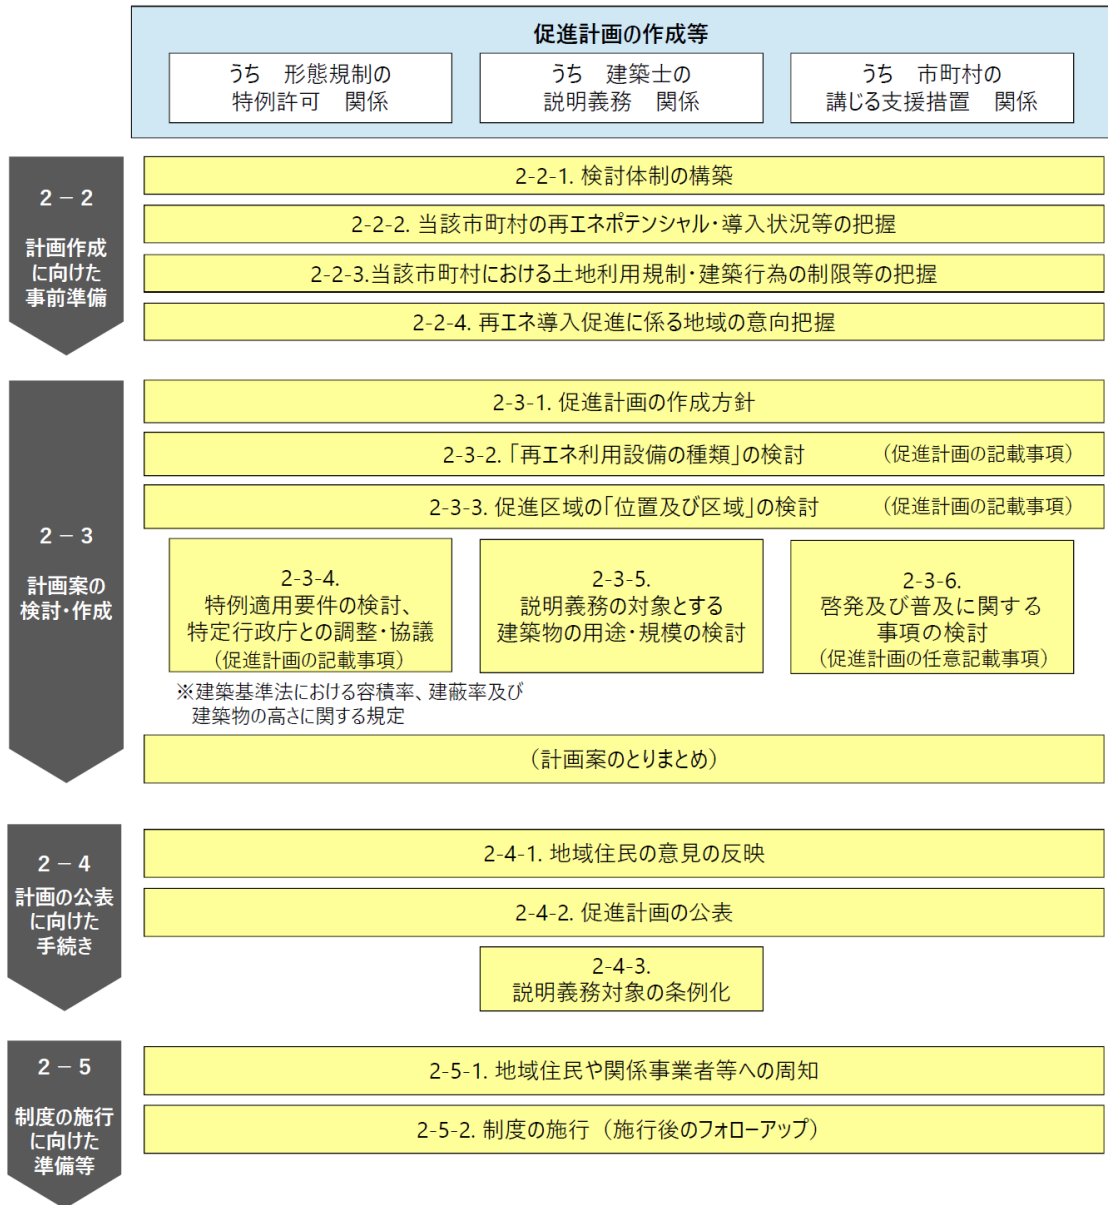 促進計画の作成等
うち　形態規制の
特例許可　関係
うち　建築士の
説明義務　関係
うち　市町村の
講じる支援措置　関係
2－2
計画作成
に向けた
事前準備
2-2-1. 検討体制の構築
2-2-2. 当該市町村の再エネポテンシャル・導入状況等の把握
2-2-3.当該市町村における土地利用規制・建築行為の制限等の把握
2-2-4. 再エネ導入促進に係る地域の意向把握
2－3
計画案の
検討・作成
2-3-1. 促進計画の作成方針
2-3-2.「再エネ利用設備の種類」の検討　（促進計画の記載事項）
2-3-3. 促進区域の「位置及び区域」の検討　（促進計画の記載事項）
2-3-4.
特例適用要件の検討、
特定行政庁との調整・協議
（促進計画の記載事項）
※建築基準法における容積率、建蔽率及び
建築物の高さに関する規定
2-3-5.
説明義務の対象とする
建築物の用途・規模の検討
2-3-6.
啓発及び普及に関する
事項の検討
（促進計画の任意記載事項）
（計画案のとりまとめ）
2－4
計画の公表
に向けた
手続き
2-4-1. 地域住民の意見の反映
2-4-2. 促進計画の公表
2-4-3.
説明義務対象の条例化
2－5
制度の施行
に向けた
準備等
2-5-1. 地域住民や関係事業者等への周知
2-5-2. 制度の施行（施行後のフォローアップ）